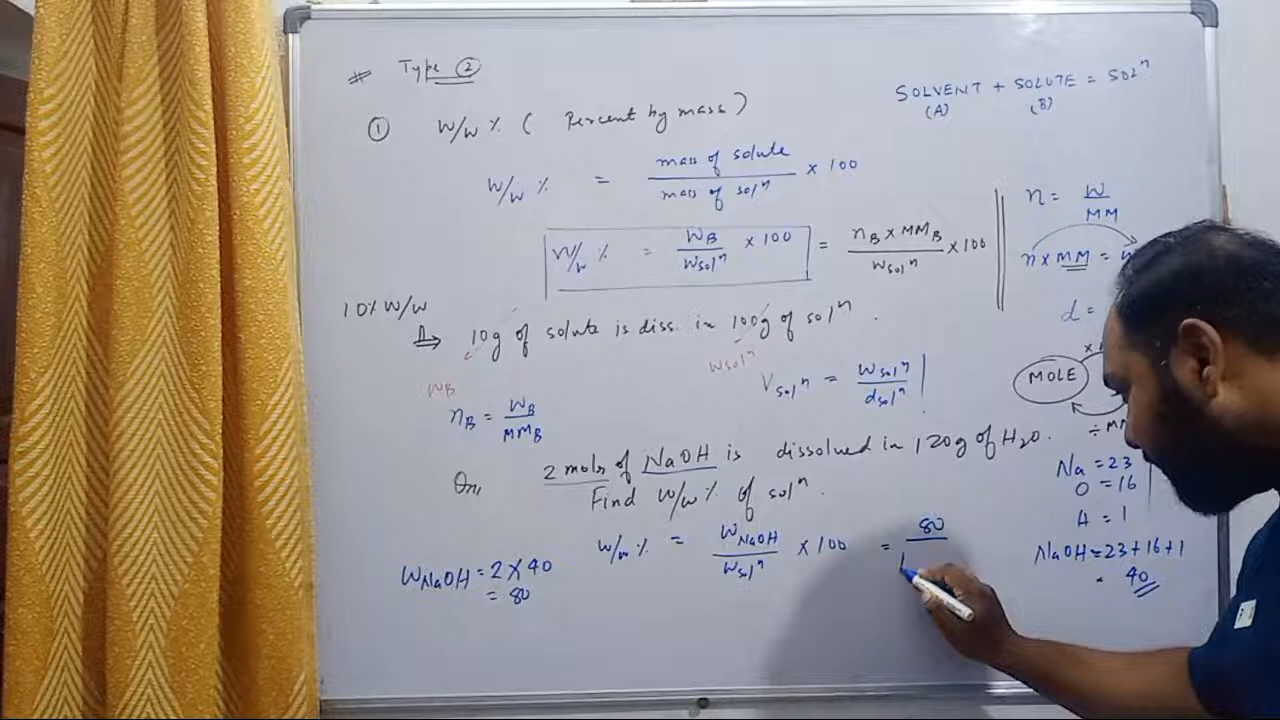 Type ②
SOLVENT + SOLUTE = SOLⁿ
(A) (B)
① W/W % ( Percent by mass )
W/W % = mass of solute / mass of solⁿ × 100
W/W % = W_B / W_solⁿ × 100 = n_B × MM_B / W_solⁿ × 100
n = W / MM
n × MM =
d =
MOLE
÷ MM
10% W/W
⇒ 10g of solute is diss. in 100g of solⁿ .
W_B W_solⁿ
V_solⁿ = W_solⁿ / d_solⁿ
n_B = W_B / MM_B
Qn, 2 moles of NaOH is dissolved in 120g of H₂O.
Find W/W % of solⁿ .
Na = 23
O = 16
H = 1
NaOH = 23 + 16 + 1
= 40
W/W % = W_NaOH / W_solⁿ × 100 = 80
W_NaOH = 2 × 40
= 80